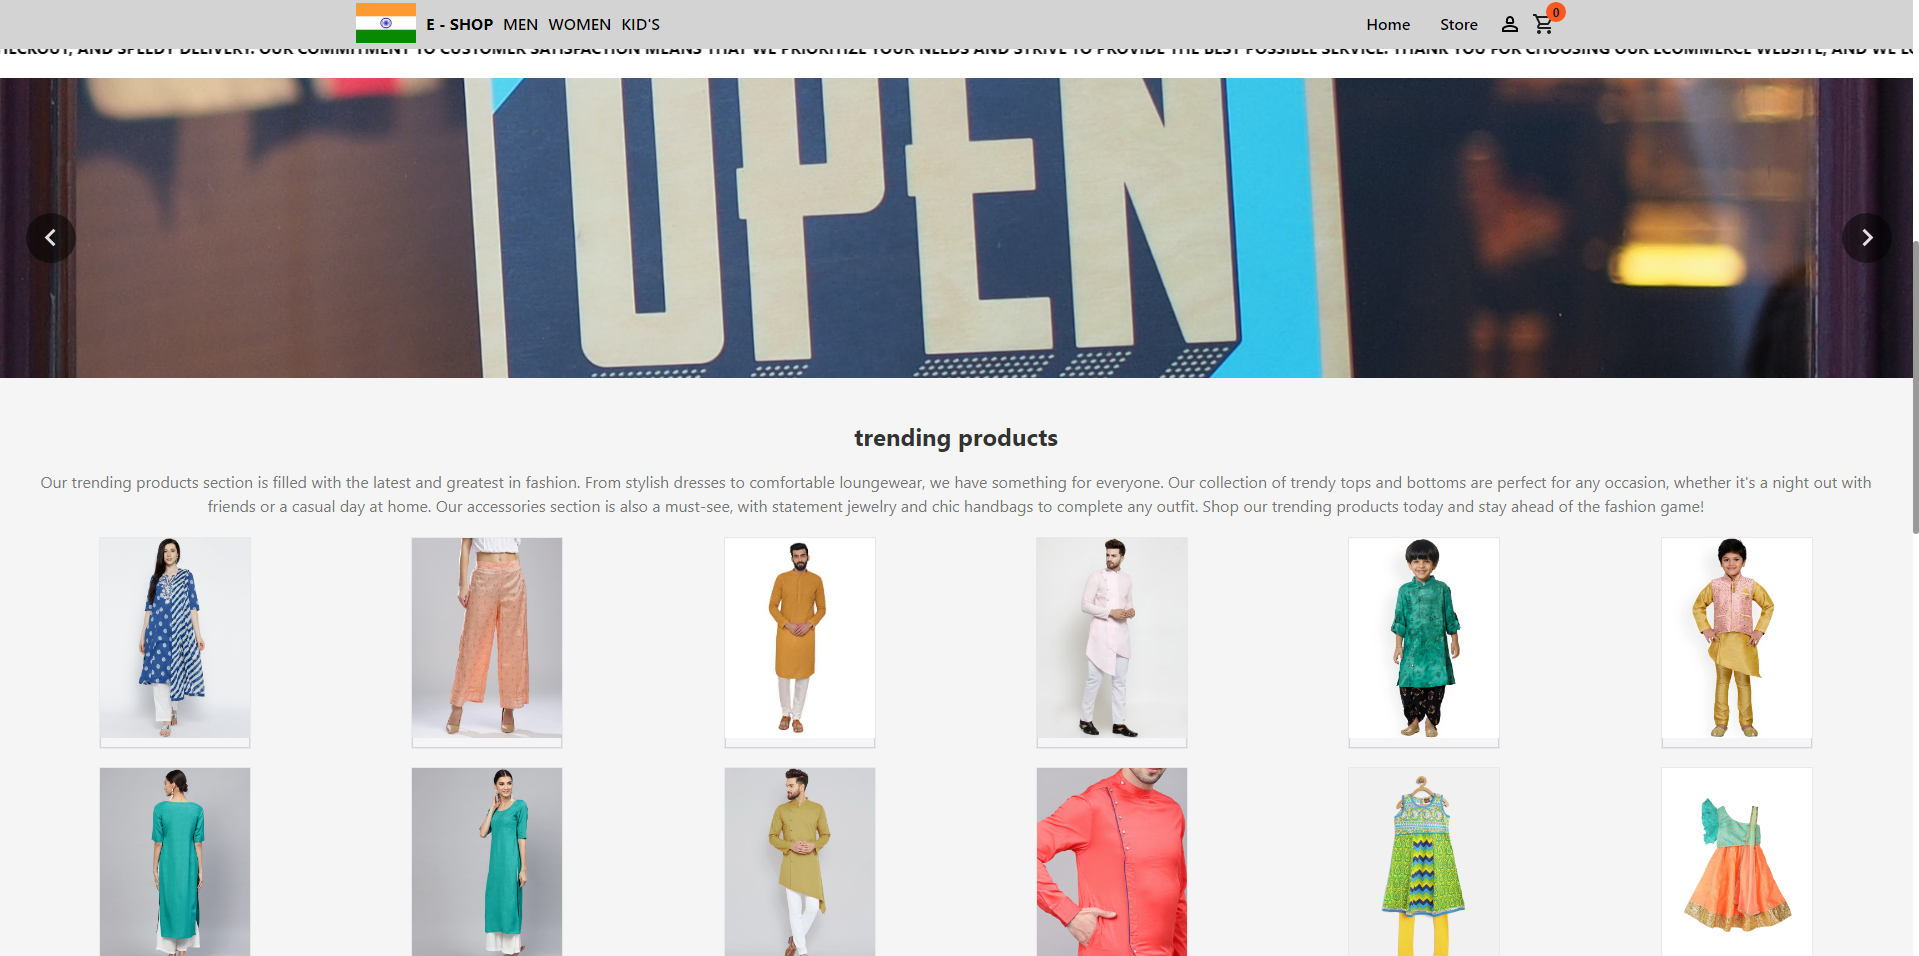 E - SHOP MEN WOMEN KID'S Home Store 0
HECKOUT, AND SPEEDY DELIVERY. OUR COMMITMENT TO CUSTOMER SATISFACTION MEANS THAT WE PRIORITIZE YOUR NEEDS AND STRIVE TO PROVIDE THE BEST POSSIBLE SERVICE. THANK YOU FOR CHOOSING OUR ECOMMERCE WEBSITE, AND WE LO
OPEN
trending products
Our trending products section is filled with the latest and greatest in fashion. From stylish dresses to comfortable loungewear, we have something for everyone. Our collection of trendy tops and bottoms are perfect for any occasion, whether it's a night out with
friends or a casual day at home. Our accessories section is also a must-see, with statement jewelry and chic handbags to complete any outfit. Shop our trending products today and stay ahead of the fashion game!